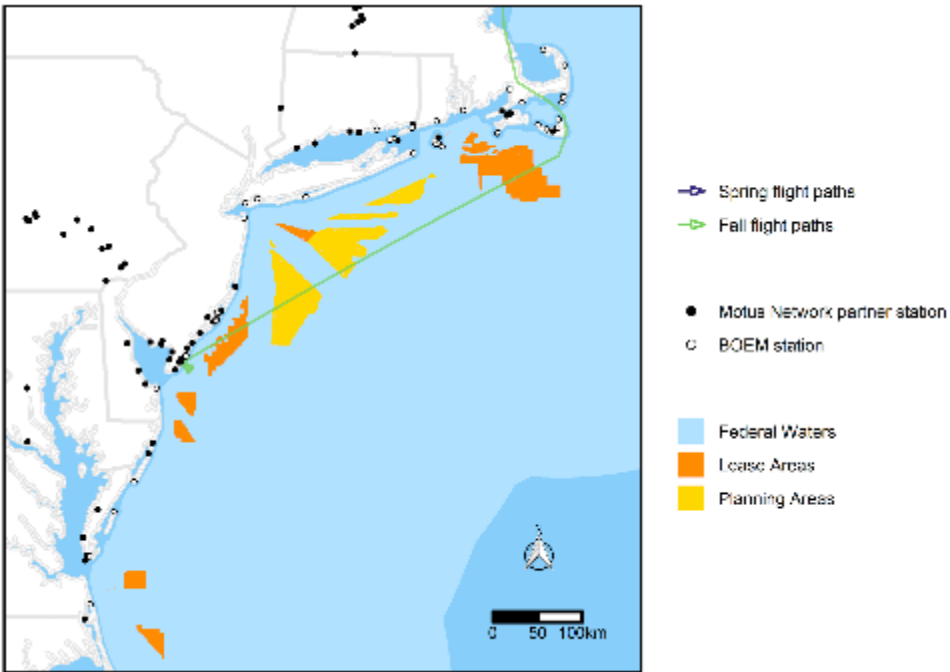 Spring flight paths
Fall flight paths
Motus Network partner station
BOEM station
Federal Waters
Lease Areas
Planning Areas
0 50 100km